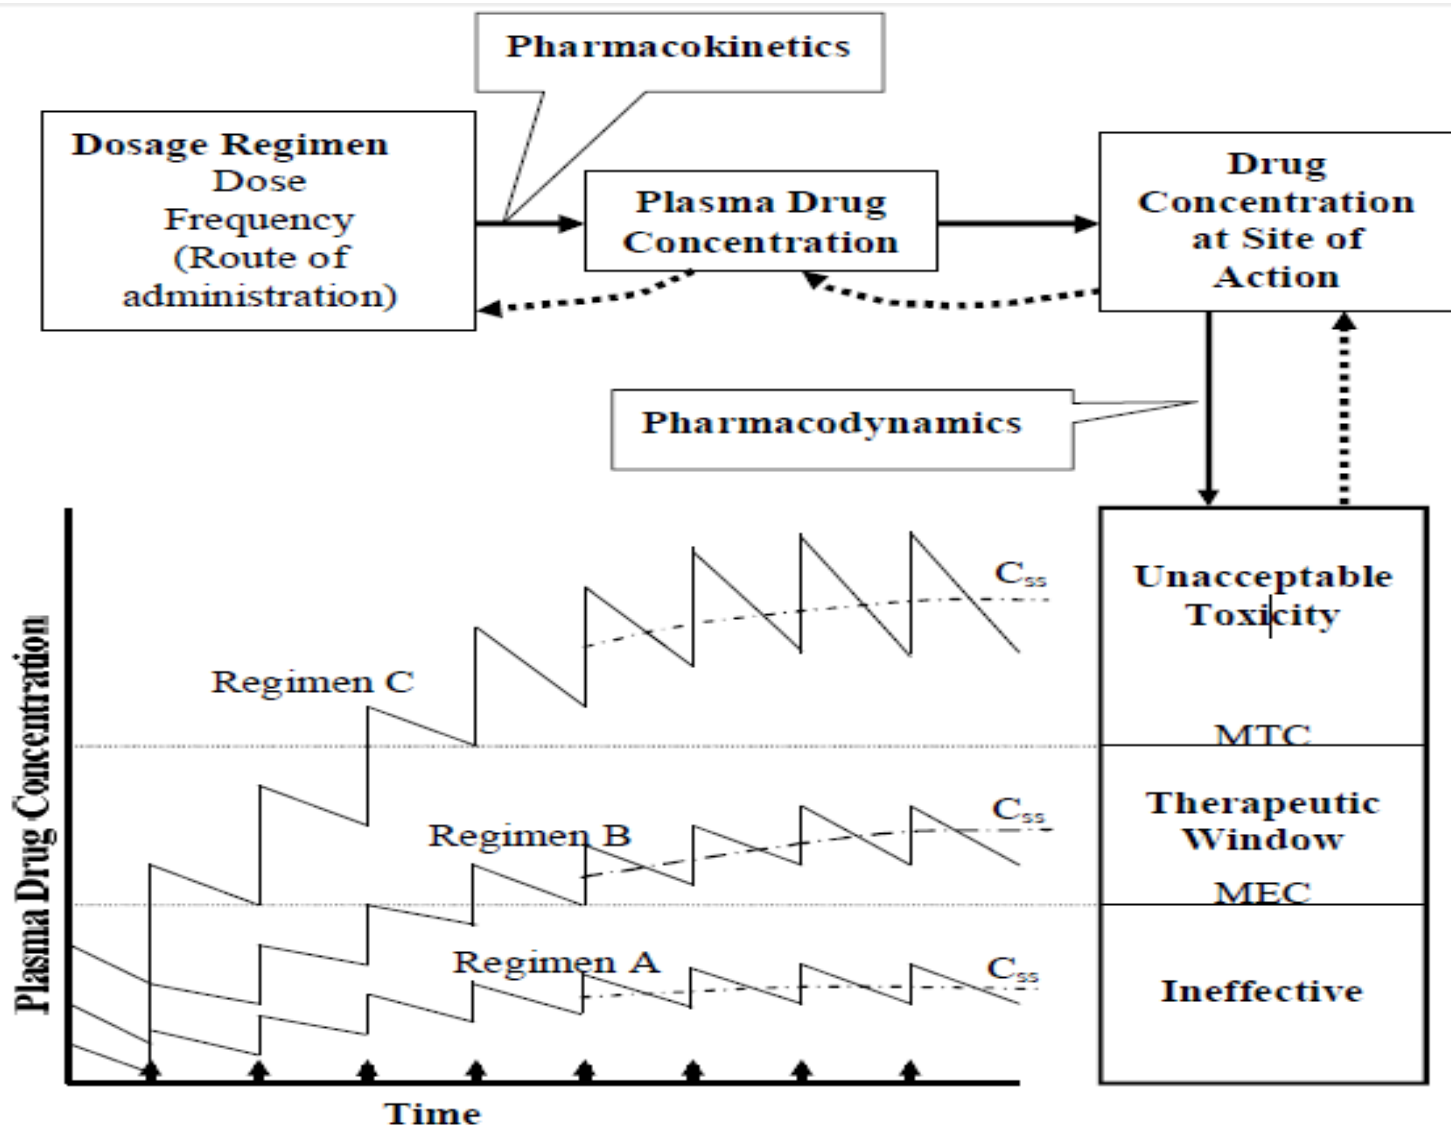 Pharmacokinetics
Dosage Regimen
Dose
Frequency
(Route of
administration)
Plasma Drug
Concentration
Drug
Concentration
at Site of
Action
Pharmacodynamics
Plasma Drug Concentration
Regimen C
Css
Regimen B
Css
Regimen A
Css
Time
Unacceptable
Toxicity
MTC
Therapeutic
Window
MEC
Ineffective